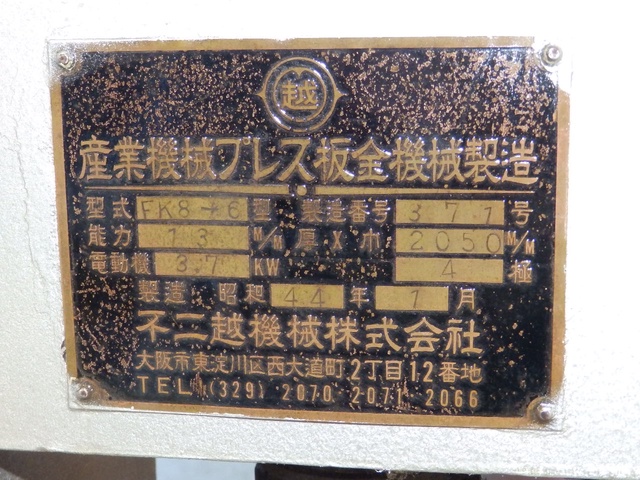 越
産業機械プレス板金機械製造
型式 FK8-6 型 製造番号 371 号
能力 13 M/M 厚X巾 2050 M/M
電動機 3.7 KW 4 極
製造 昭和 44 年 1 月
不二越機械株式会社
大阪市東淀川区西大道町2丁目12番地
TEL (329) 2070 2071 2066